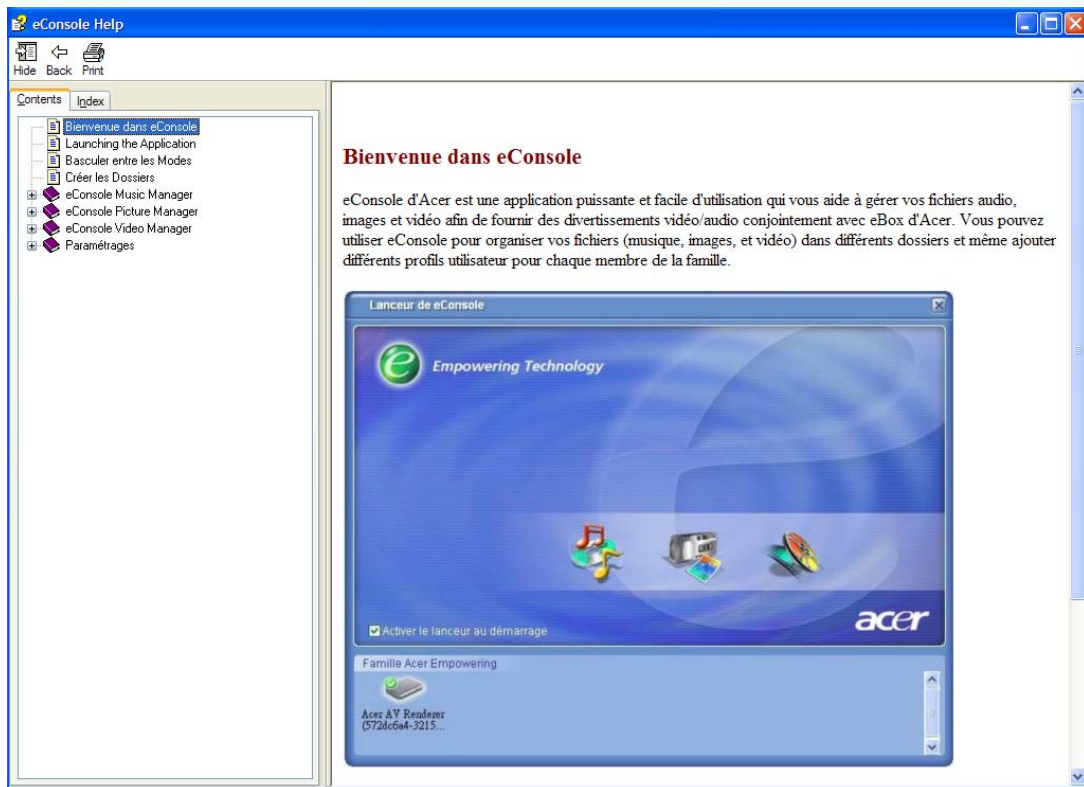 eConsole Help
Hide Back Print
Contents Index
Bienvenue dans eConsole
Launching the Application
Basculer entre les Modes
Créer les Dossiers
eConsole Music Manager
eConsole Picture Manager
eConsole Video Manager
Paramétrages
Bienvenue dans eConsole
eConsole d'Acer est une application puissante et facile d'utilisation qui vous aide à gérer vos fichiers audio,
images et vidéo afin de fournir des divertissements vidéo/audio conjointement avec eBox d'Acer. Vous pouvez
utiliser eConsole pour organiser vos fichiers (musique, images, et vidéo) dans différents dossiers et même ajouter
différents profils utilisateur pour chaque membre de la famille.
Lanceur de eConsole
e Empowering Technology
acer
Activer le lanceur au démarrage
Famille Acer Empowering
Acer AV Renderer
(572dc6a4-3215...